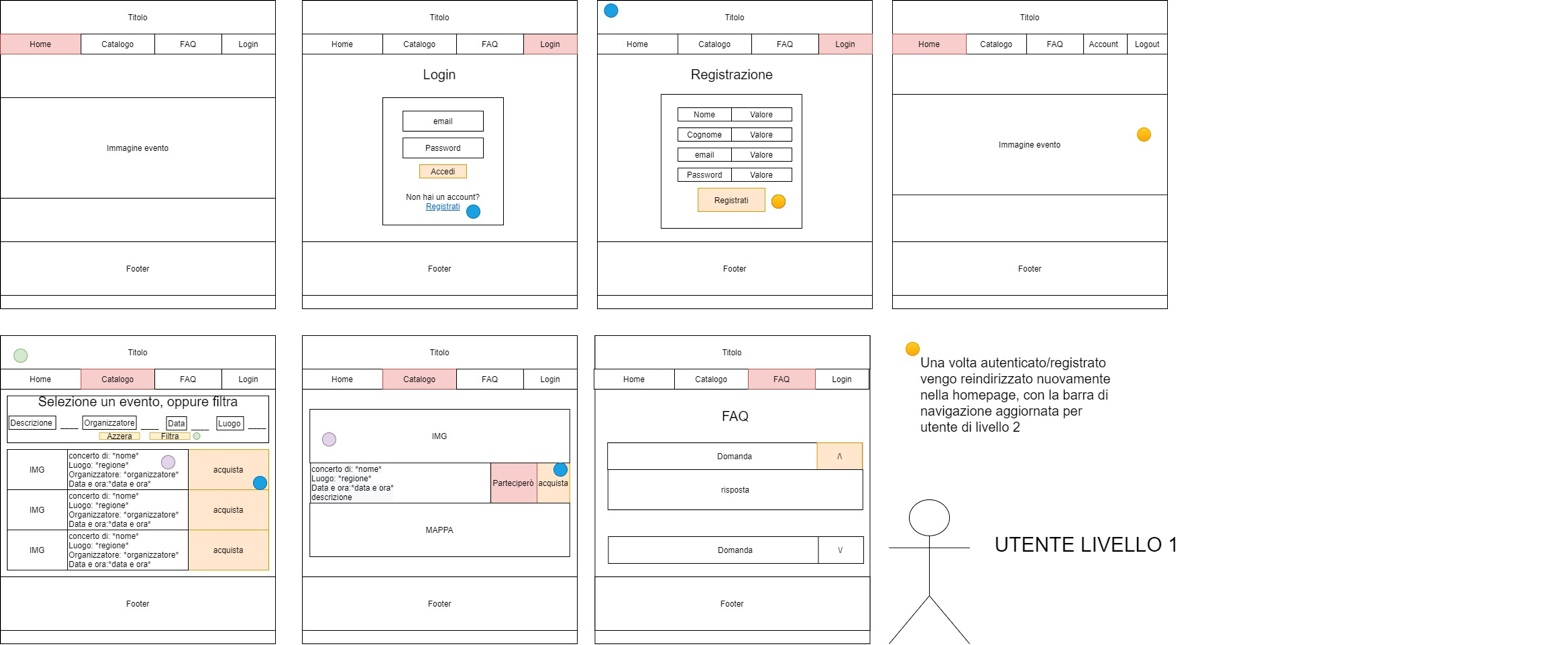 Titolo
Home Catalogo FAQ Login
Immagine evento
Footer
Titolo
Home Catalogo FAQ Login
Login
email
Password
Accedi
Non hai un account?
Registrati
Footer
Titolo
Home Catalogo FAQ Login
Registrazione
Nome Valore
Cognome Valore
email Valore
Password Valore
Registrati
Footer
Titolo
Home Catalogo FAQ Account Logout
Immagine evento
Footer
Titolo
Home Catalogo FAQ Login
Selezione un evento, oppure filtra
Descrizione ____ Organizzatore ____ Data ____ Luogo ____
Azzera Filtra
IMG
concerto di: "nome"
Luogo: "regione"
Organizzatore: "organizzatore"
Data e ora:"data e ora"
acquista
IMG
concerto di: "nome"
Luogo: "regione"
Organizzatore: "organizzatore"
Data e ora:"data e ora"
acquista
IMG
concerto di: "nome"
Luogo: "regione"
Organizzatore: "organizzatore"
Data e ora:"data e ora"
acquista
Footer
Titolo
Home Catalogo FAQ Login
IMG
concerto di: "nome"
Luogo: "regione"
Data e ora:"data e ora"
descrizione
Parteciperò acquista
MAPPA
Footer
Titolo
Home Catalogo FAQ Login
FAQ
Domanda /\
risposta
Domanda \/
Footer
Una volta autenticato/registrato
vengo reindirizzato nuovamente
nella homepage, con la barra di
navigazione aggiornata per
utente di livello 2
UTENTE LIVELLO 1